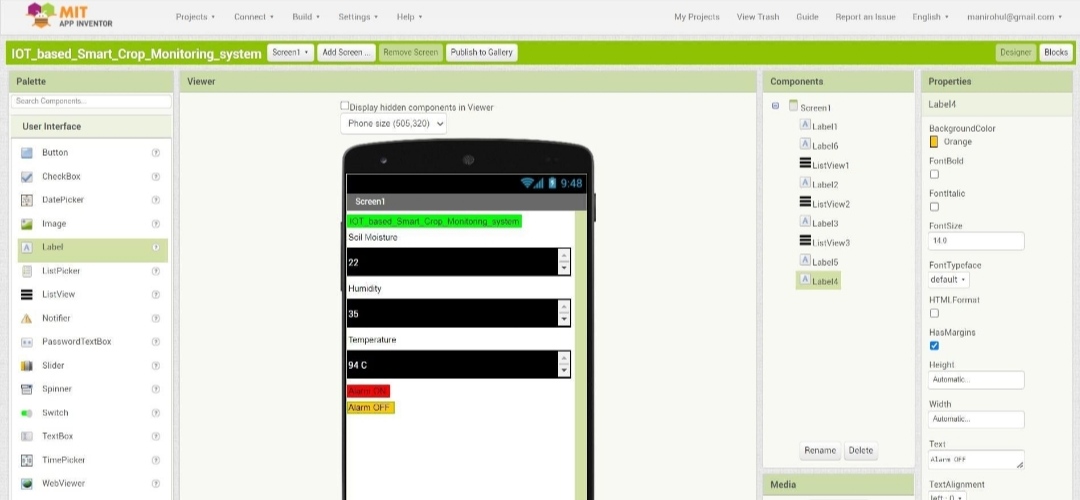 MIT
APP INVENTOR
Projects Connect Build Settings Help My Projects View Trash Guide Report an Issue English manirohul@gmail.com
IOT_based_Smart_Crop_Monitoring_system Screen1 Add Screen ... Remove Screen Publish to Gallery Designer Blocks
Palette
Search Components...
User Interface
Button
CheckBox
DatePicker
Image
Label
ListPicker
ListView
Notifier
PasswordTextBox
Slider
Spinner
Switch
TextBox
TimePicker
WebViewer
Viewer
Display hidden components in Viewer
Phone size (505,320)
9:48
Screen1
IOT_based_Smart_Crop_Monitoring_system
Soil Moisture
22
Humidity
35
Temperature
94 C
Alarm ON
Alarm OFF
Components
Screen1
Label1
Label6
ListView1
Label2
ListView2
Label3
ListView3
Label5
Label4
Rename Delete
Media
Properties
Label4
BackgroundColor
Orange
FontBold
FontItalic
FontSize
14.0
FontTypeface
default
HTMLFormat
HasMargins
Height
Automatic...
Width
Automatic...
Text
Alarm OFF
TextAlignment
left : 0